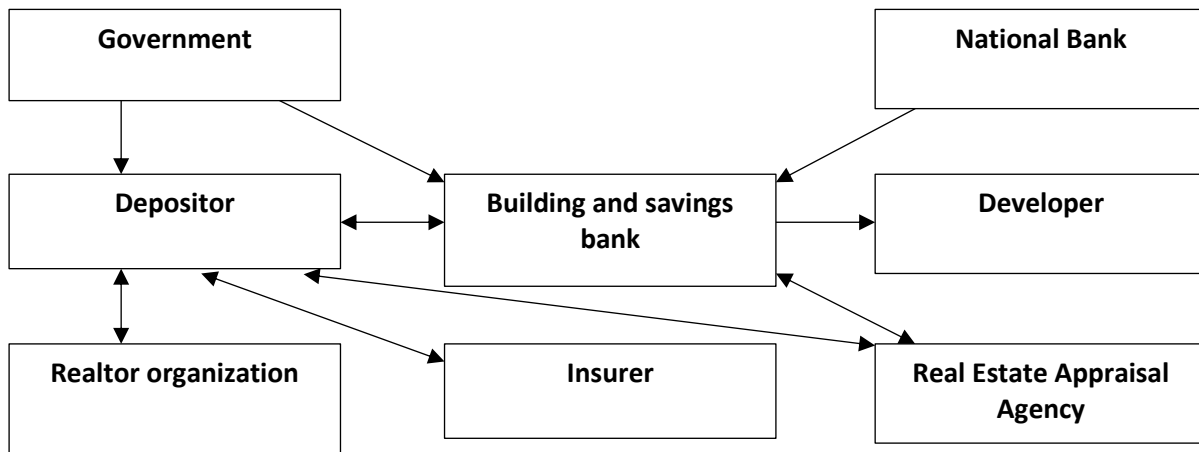 Government
National Bank
Depositor
Building and savings
bank
Developer
Realtor organization
Insurer
Real Estate Appraisal
Agency